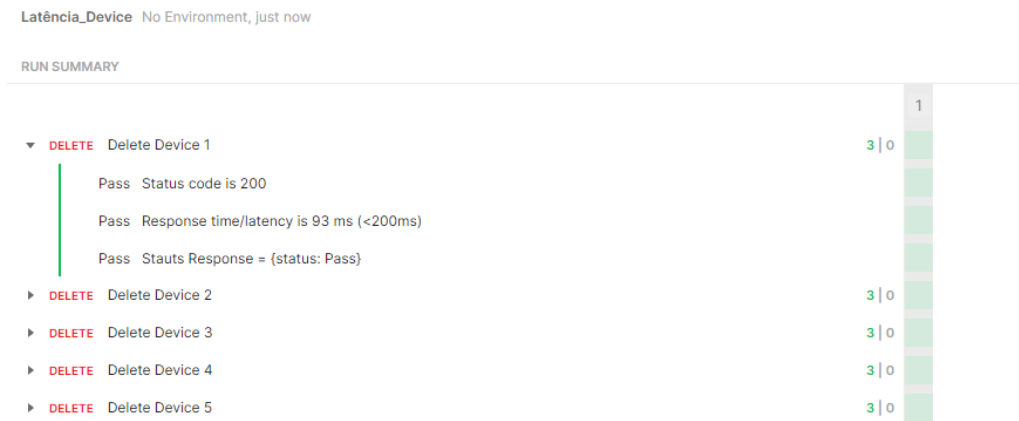 Latência_Device No Environment, just now
RUN SUMMARY
1
DELETE Delete Device 1 3 | 0
Pass Status code is 200
Pass Response time/latency is 93 ms (<200ms)
Pass Stauts Response = {status: Pass}
DELETE Delete Device 2 3 | 0
DELETE Delete Device 3 3 | 0
DELETE Delete Device 4 3 | 0
DELETE Delete Device 5 3 | 0